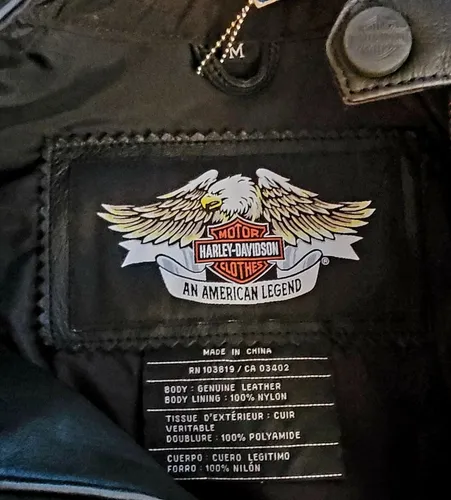 M
MOTOR
HARLEY-DAVIDSON
CLOTHES
®
AN AMERICAN LEGEND
MADE IN CHINA
RN 103819 / CA 03402
BODY : GENUINE LEATHER
BODY LINING : 100% NYLON
TISSUE D'EXTÉRIEUR : CUIR
VERITABLE
DOUBLURE : 100% POLYAMIDE
CUERPO : CUERO LEGITIMO
FORRO : 100% NILÓN